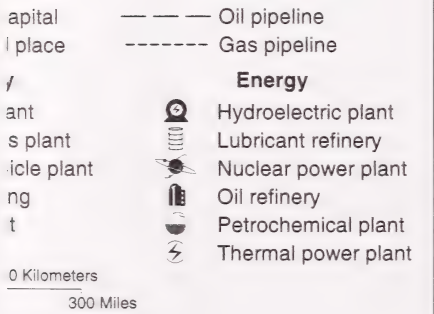 apital Oil pipeline
place Gas pipeline
Energy
ant Hydroelectric plant
s plant Lubricant refinery
icle plant Nuclear power plant
ng Oil refinery
t Petrochemical plant
Thermal power plant
0 Kilometers
300 Miles